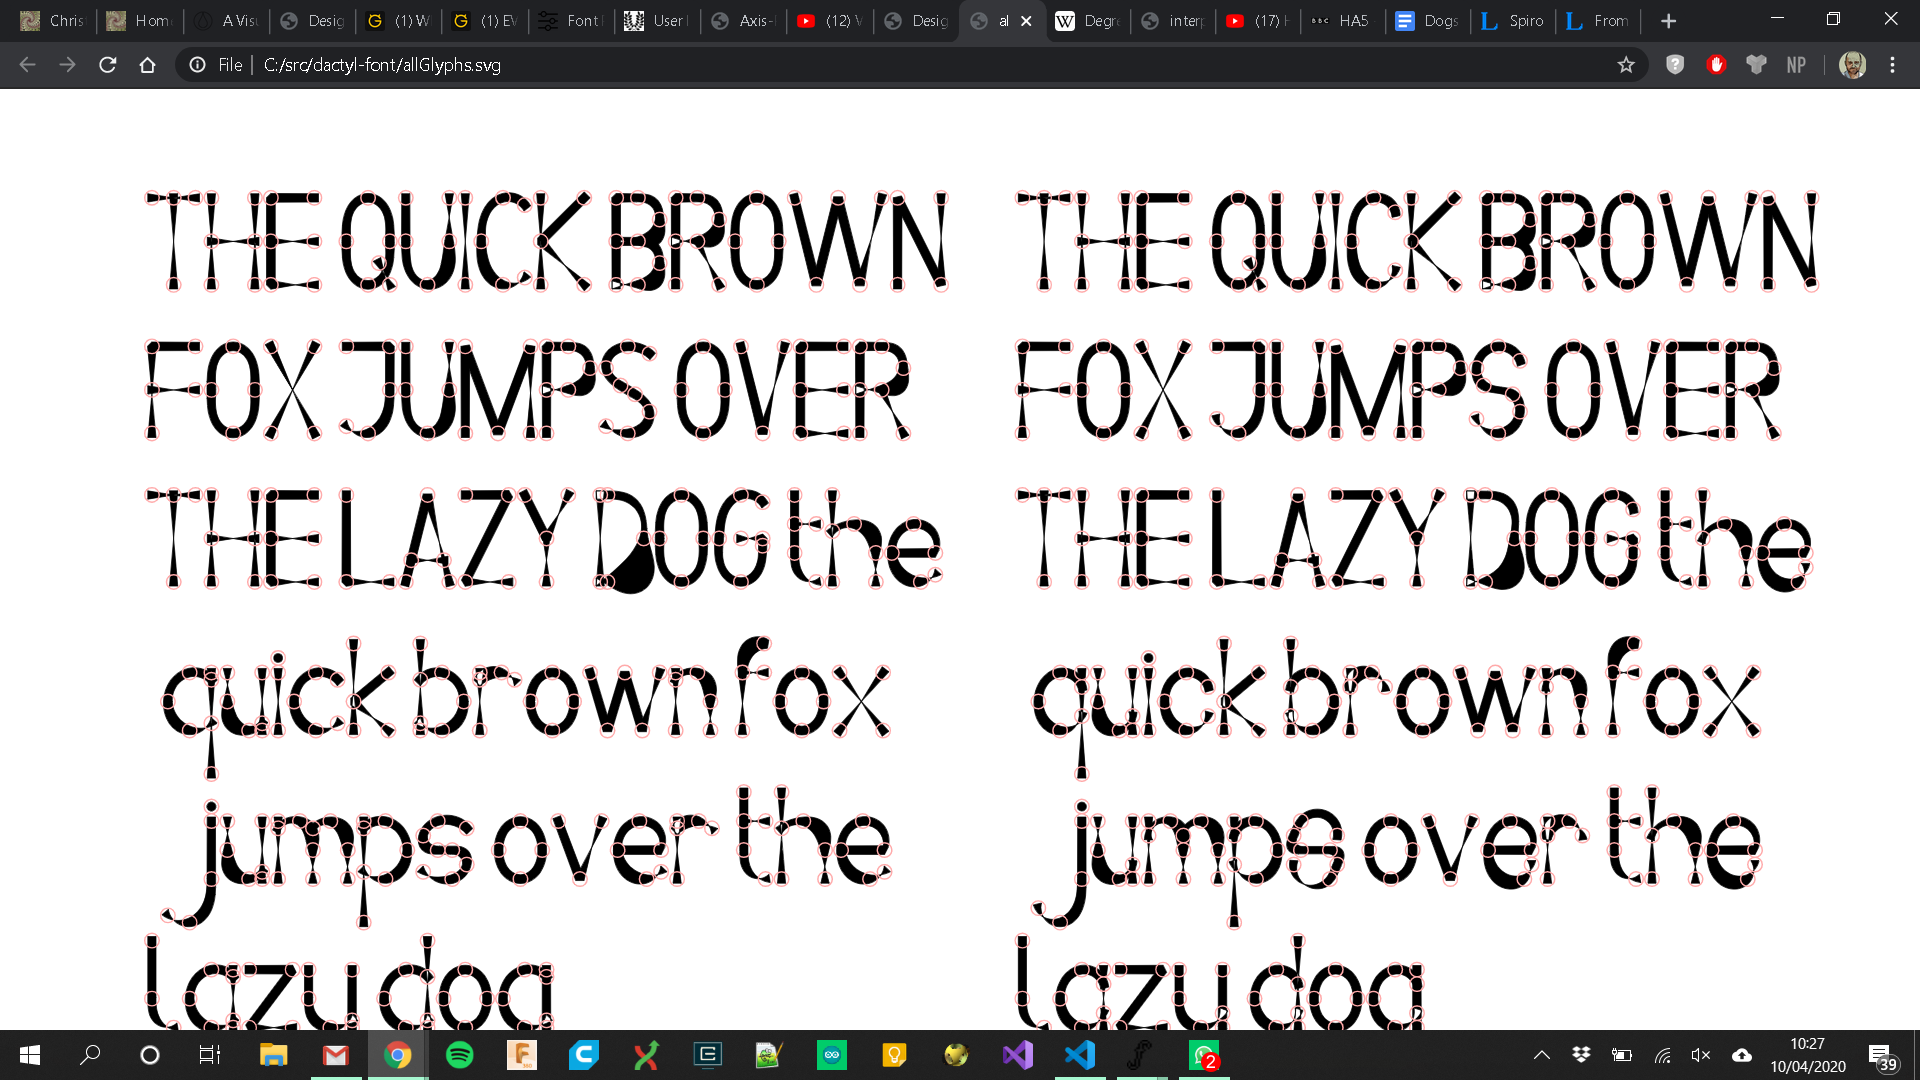 Chris Hom A Visu Desig (1) W (1) EV Font User Axis- (12) V Desig al Degre interp (17) HA5 Dogs Spiro From
File C:/src/dactyl-font/allGlyphs.svg NP
THE QUICK BROWN THE QUICK BROWN
FOX JUMPS OVER FOX JUMPS OVER
THE LAZY DOG the THE LAZY DOG the
quick brown fox quick brown fox
jumps over the jumps over the
lazy dog lazy dog
10:27
10/04/2020
2
39